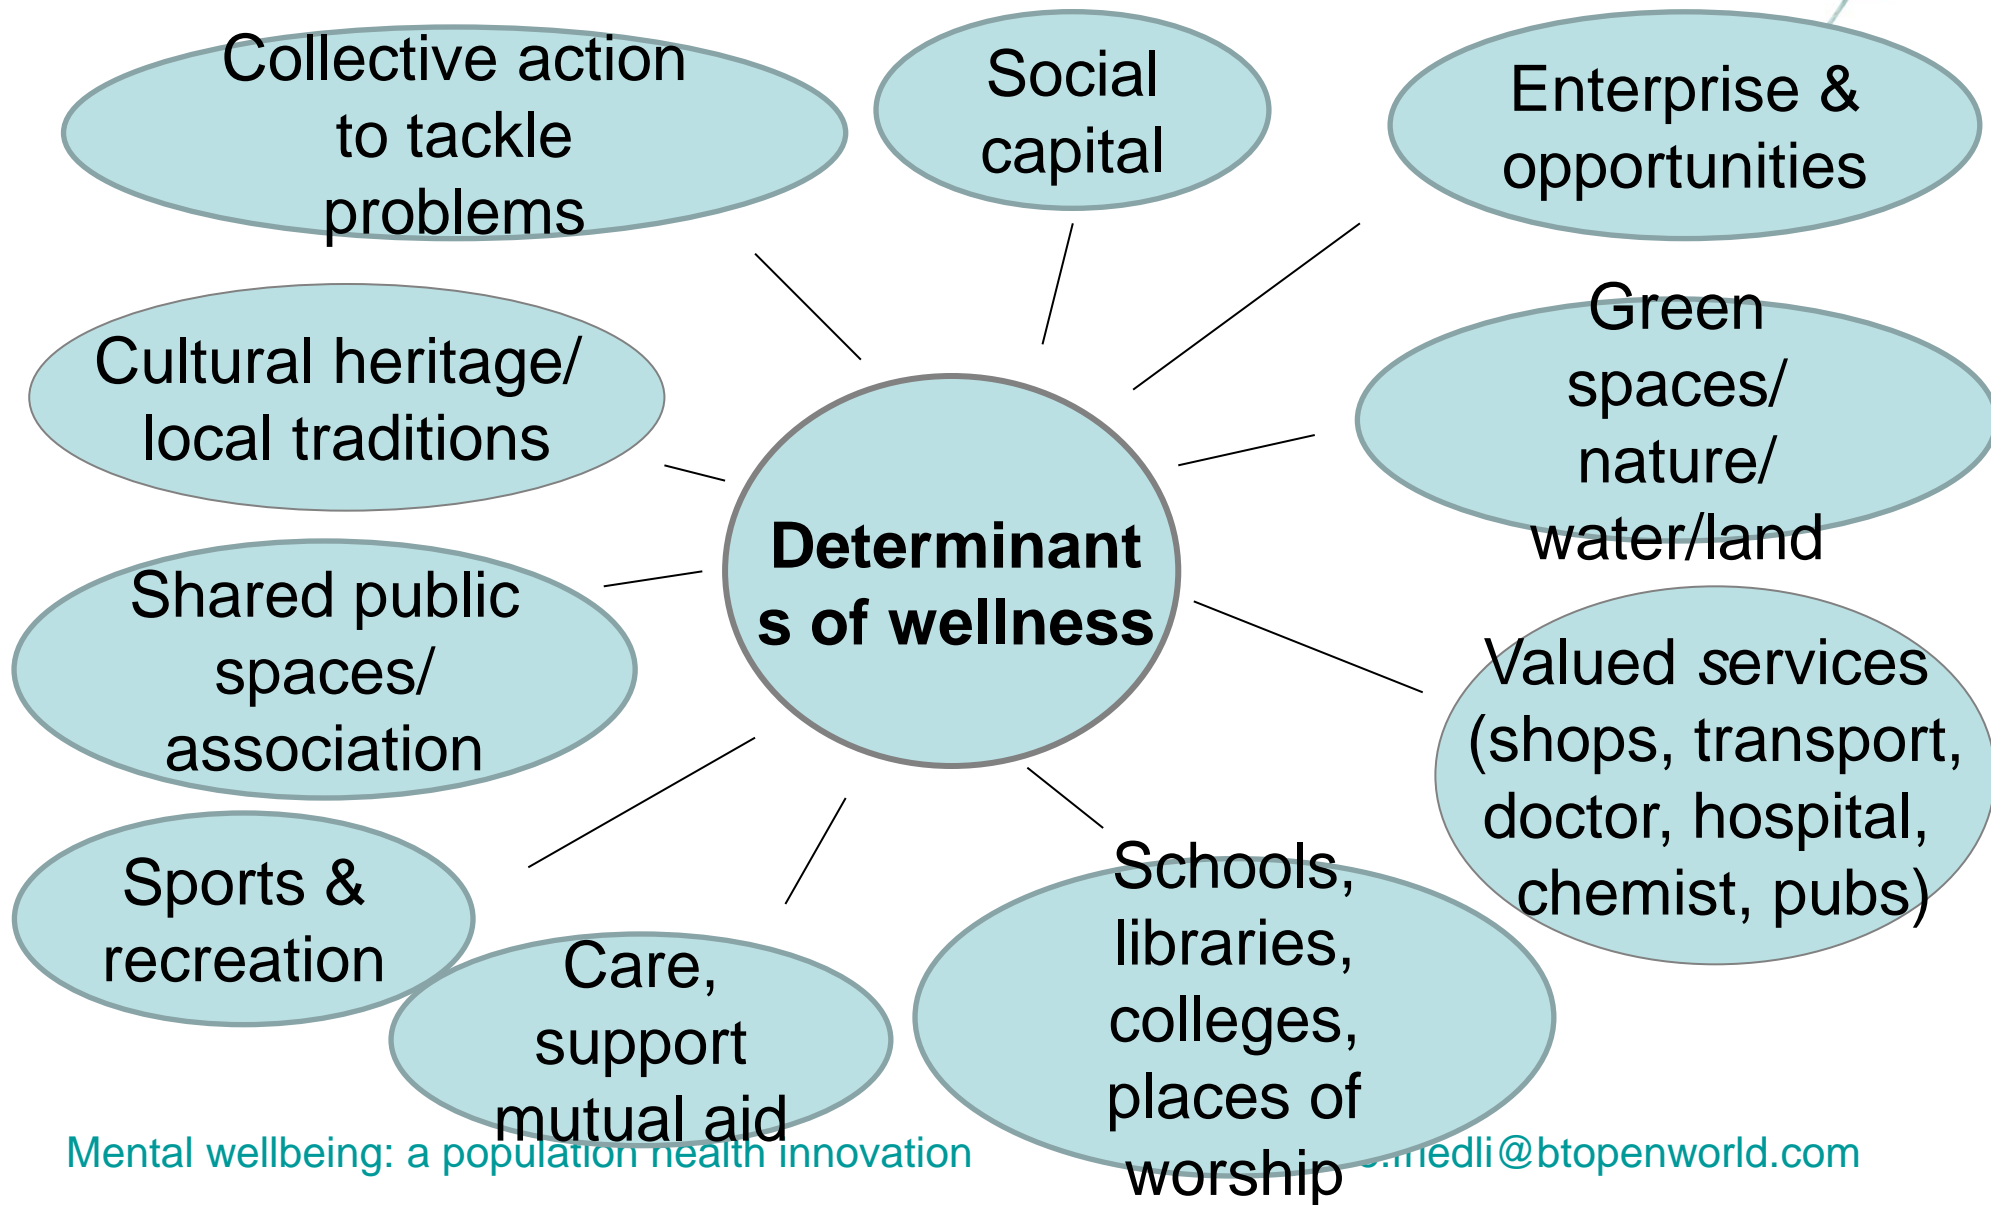 Collective action
to tackle
problems
Social
capital
Enterprise &
opportunities
Cultural heritage/
local traditions
Green
spaces/
nature/
water/land
Determinant
s of wellness
Shared public
spaces/
association
Valued services
(shops, transport,
doctor, hospital,
chemist, pubs)
Sports &
recreation
Care,
support
mutual aid
Schools,
libraries,
colleges,
places of
worship
Mental wellbeing: a population health innovation